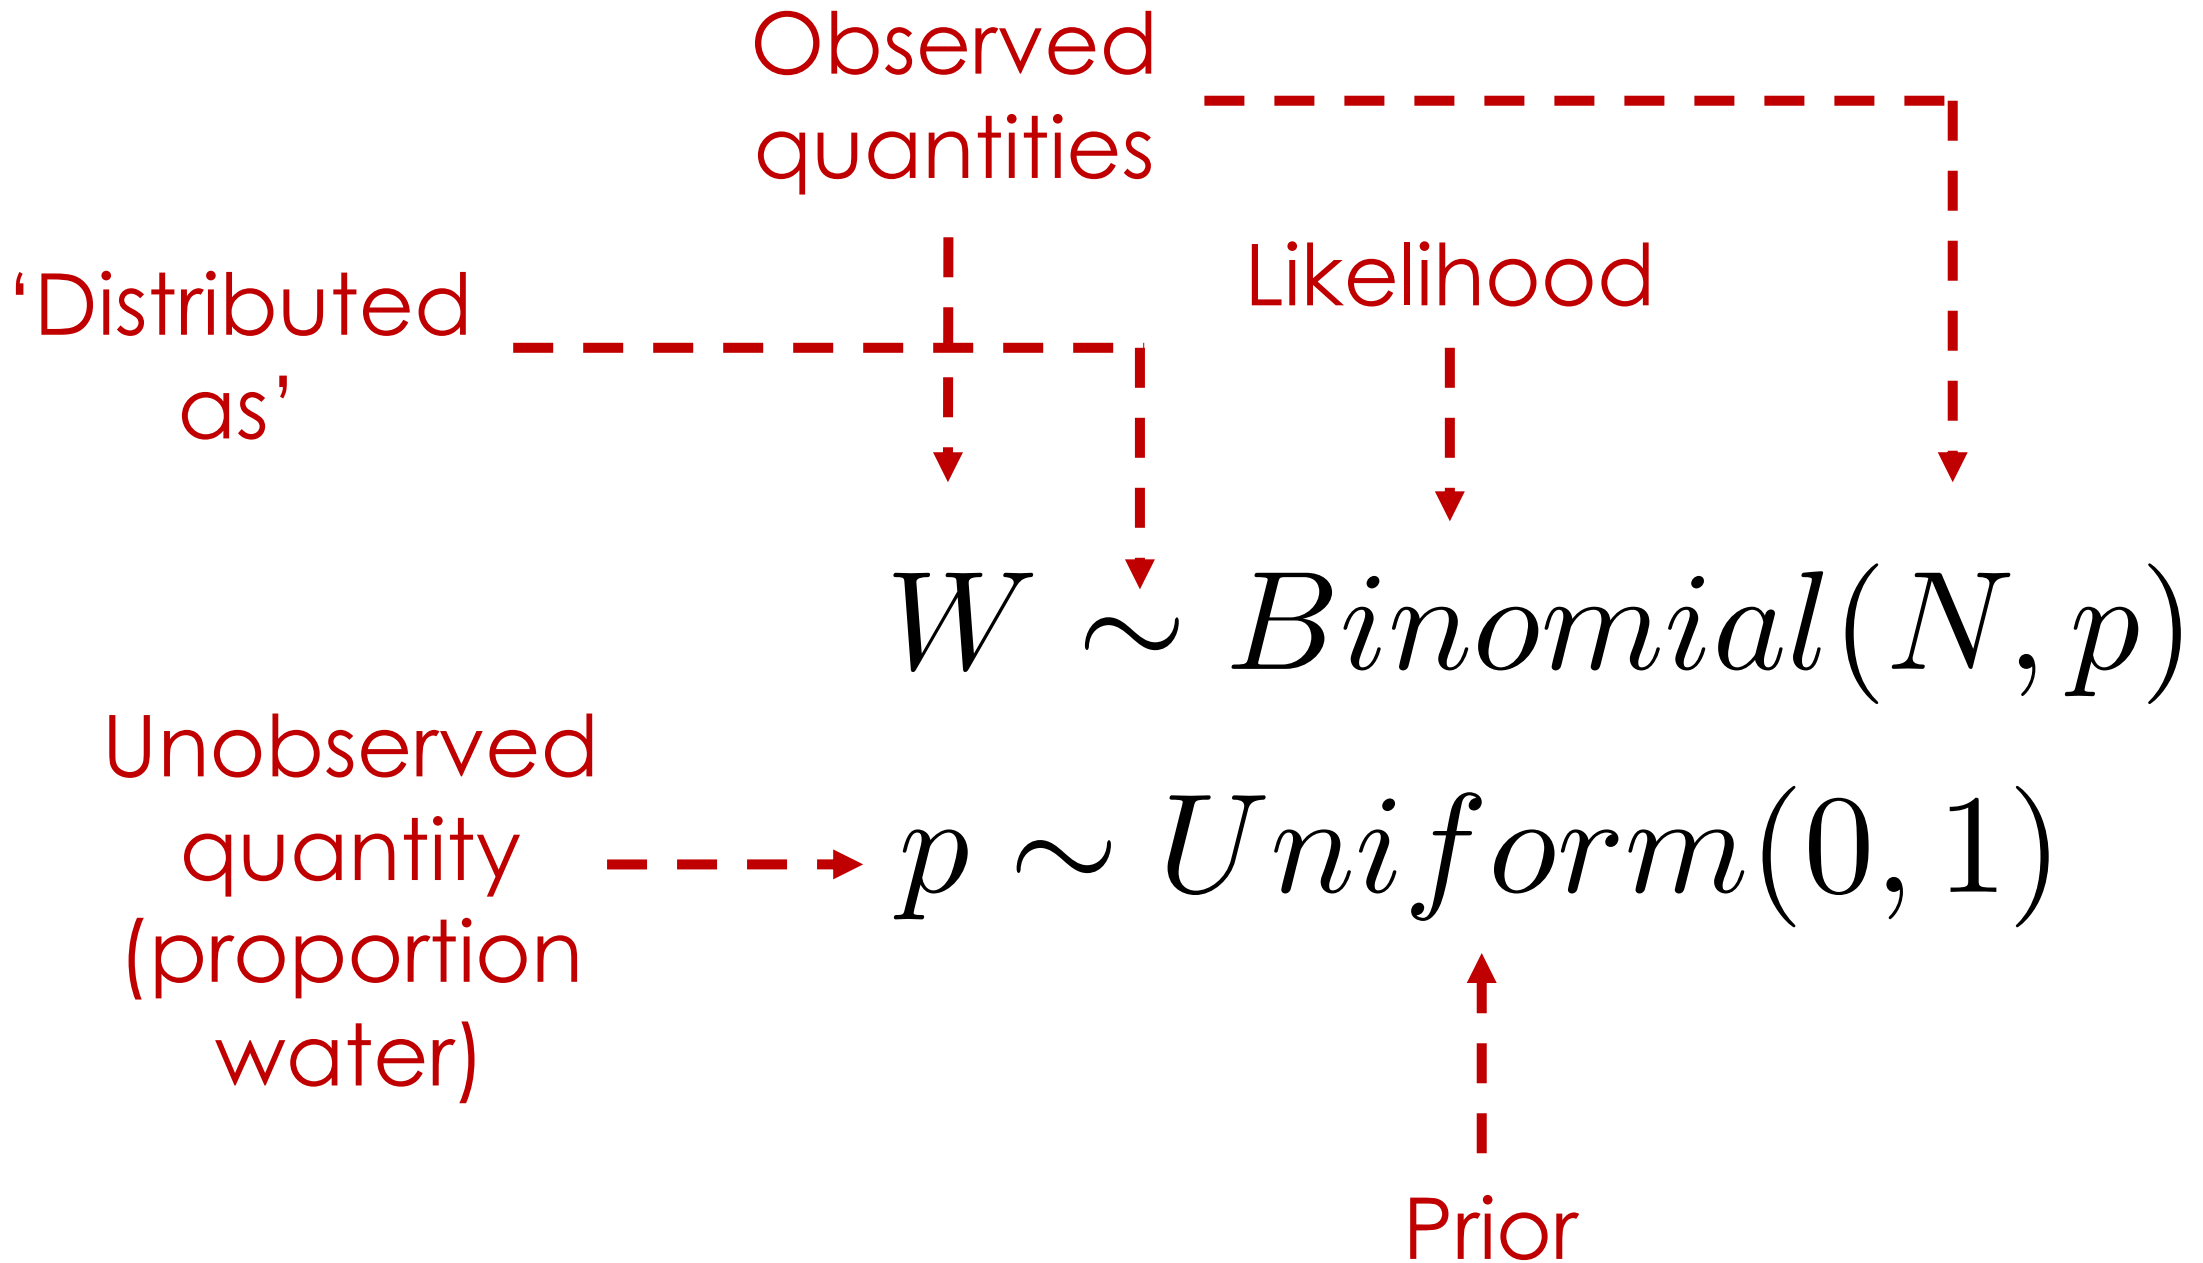 Observed
quantities
Likelihood
‘Distributed
as’
W ∼ Binomial(N, p)
Unobserved
quantity
(proportion
water)
p ∼ Uniform(0, 1)
Prior